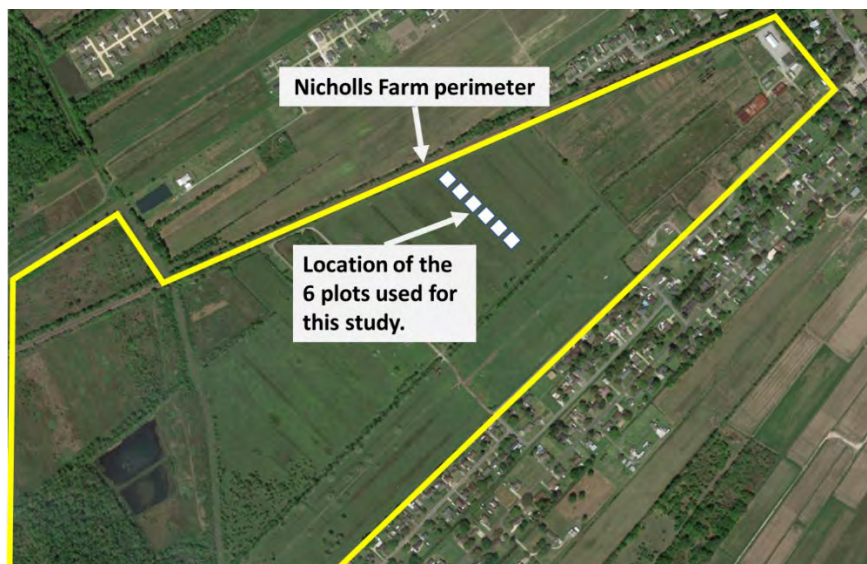 Nicholls Farm perimeter
Location of the
6 plots used for
this study.